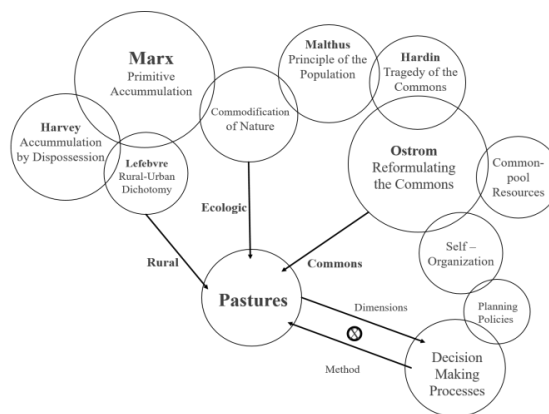 Marx
Primitive
Accumulation
Malthus
Principle of the
Population
Hardin
Tragedy of the
Commons
Harvey
Accumulation
by Dispossession
Lefebvre
Rural-Urban
Dichotomy
Commodification
of Nature
Ostrom
Reformulating
the Commons
Common-
pool
Resources
Ecologic
Rural
Commons
Self –
Organization
Pastures
Dimensions
Planning
Policies
X
Method
Decision
Making
Processes